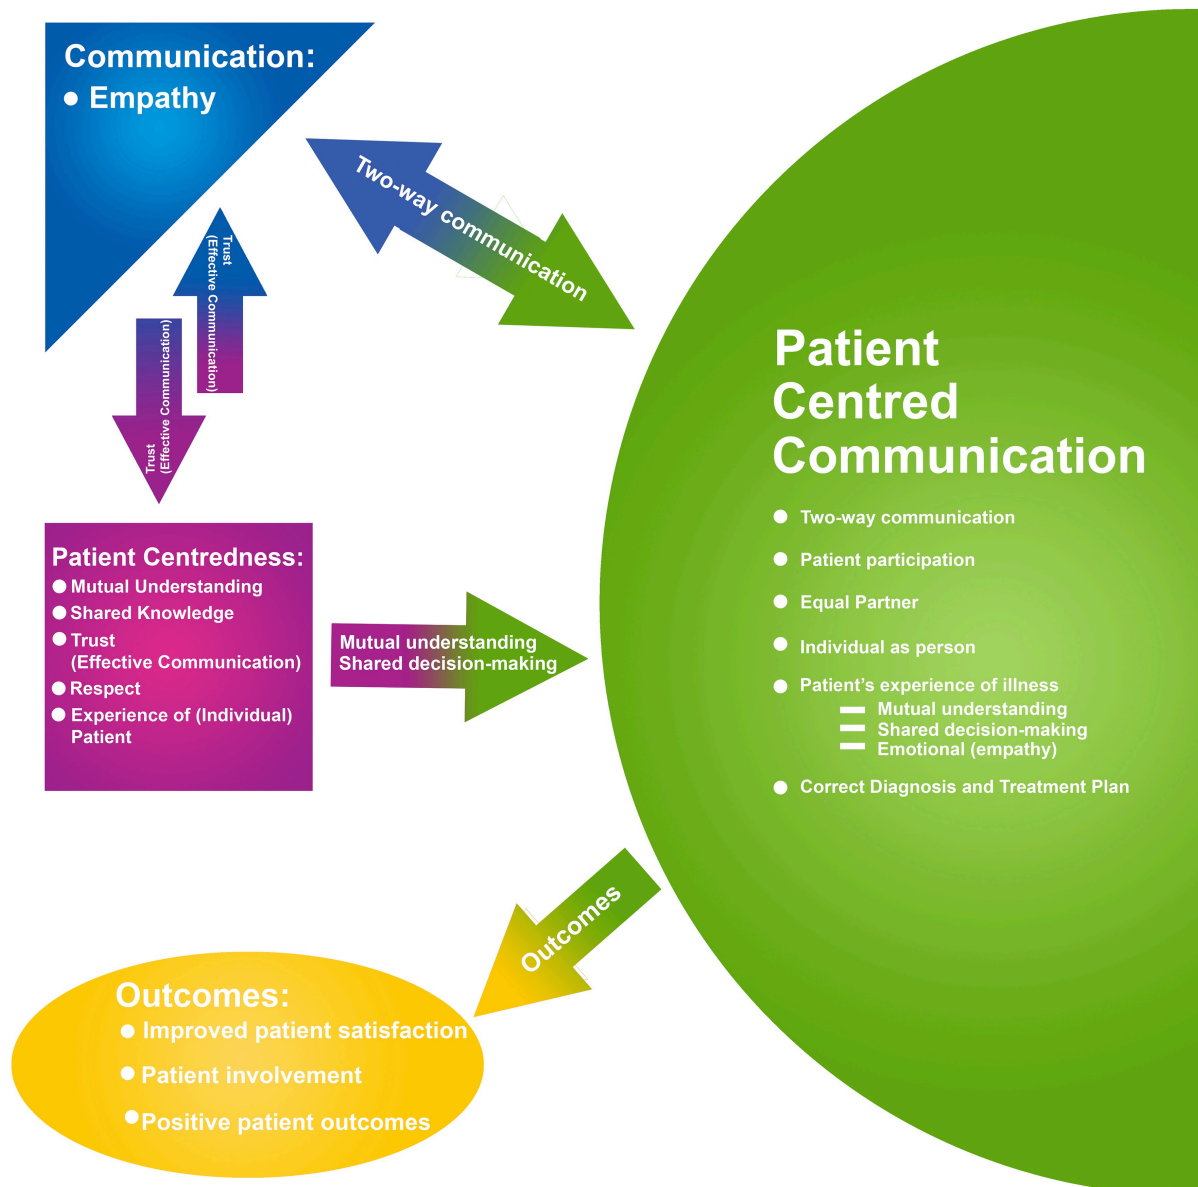 Communication:
● Empathy
Two-way communication
Trust
(Effective Communication)
Trust
(Effective Communication)
Patient Centredness:
● Mutual Understanding
● Shared Knowledge
● Trust
(Effective Communication)
● Respect
● Experience of (Individual)
Patient
Mutual understanding
Shared decision-making
Patient
Centred
Communication
● Two-way communication
● Patient participation
● Equal Partner
● Individual as person
● Patient’s experience of illness
– Mutual understanding
– Shared decision-making
– Emotional (empathy)
● Correct Diagnosis and Treatment Plan
Outcomes
Outcomes:
● Improved patient satisfaction
● Patient involvement
● Positive patient outcomes